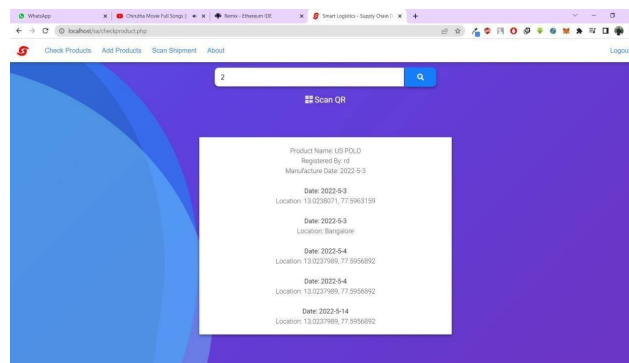 WhatsApp
Chirutha Movie Full Songs |
Remix - Ethereum IDE
Smart Logistics - Supply Chain
localhost/sa/checkproduct.php
Check Products
Add Products
Scan Shipment
About
Logou
2
Scan QR
Product Name: US POLO
Registered By: rd
Manufacture Date: 2022-5-3
Date: 2022-5-3
Location: 13.0238071, 77.5963159
Date: 2022-5-3
Location: Bangalore
Date: 2022-5-4
Location: 13.0237989, 77.5956892
Date: 2022-5-4
Location: 13.0237989, 77.5956892
Date: 2022-5-14
Location: 13.0237989, 77.5956892